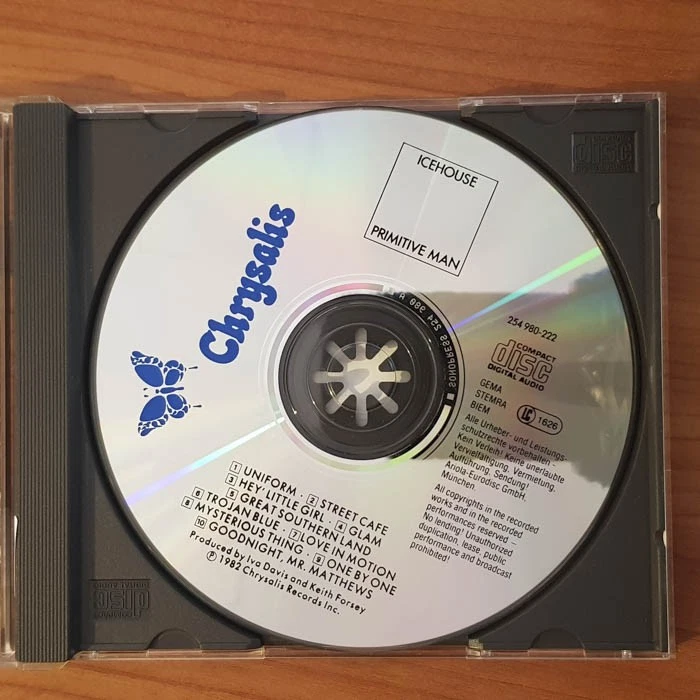 ICEHOUSE
PRIMITIVE MAN
Chrysalis
254 980-222
COMPACT
disc
DIGITAL AUDIO
GEMA
STEMRA
BIEM
LC 1626
Alle Urheber- und Leistungs-
schutzrechte vorbehalten -
Kein Verleih! Keine unerlaubte
Vervielfältigung, Vermietung,
Aufführung, Sendung!
Ariola-Eurodisc GmbH.
München
All copyrights in the recorded
works and in the recorded
performances reserved –
No lending! Unauthorized
duplication, lease, public
performance and broadcast
prohibited!
1 UNIFORM · 2 STREET CAFE
3 HEY, LITTLE GIRL · 4 GLAM
5 GREAT SOUTHERN LAND
6 TROJAN BLUE · 7 LOVE IN MOTION
8 MYSTERIOUS THING · 9 ONE BY ONE
10 GOODNIGHT, MR. MATTHEWS
Produced by Iva Davis and Keith Forsey
℗ 1982 Chrysalis Records Inc.
SONOPRESS 254 980 A
disc
disc